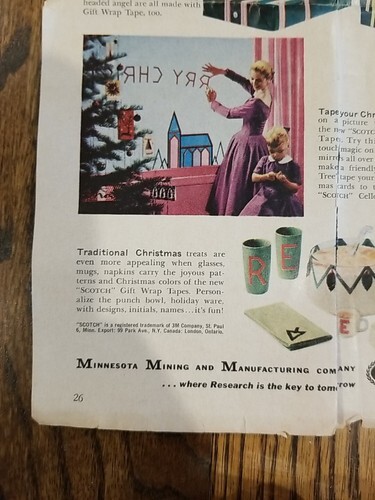 headed angel are all made with
Gift Wrap Tape, too.
RRY CHR
Tape your Chr
on a picture
the new "SCOTCH
Tape. Try th
touch magic on
mirrors all over
make a friendly
Tree tape your
mas cards to
"SCOTCH" Cell
Traditional Christmas treats are
even more appealing when glasses,
mugs, napkins carry the joyous pat-
terns and Christmas colors of the new
"SCOTCH" Gift Wrap Tapes. Person-
alize the punch bowl, holiday ware,
with designs, initials, names...it's fun!
R
E
E
"SCOTCH" is a registered trademark of 3M Company, St. Paul
6, Minn. Export: 99 Park Ave., N.Y. Canada: London, Ontario.
MINNESOTA MINING AND MANUFACTURING COMPANY
...where Research is the key to tomorrow
26